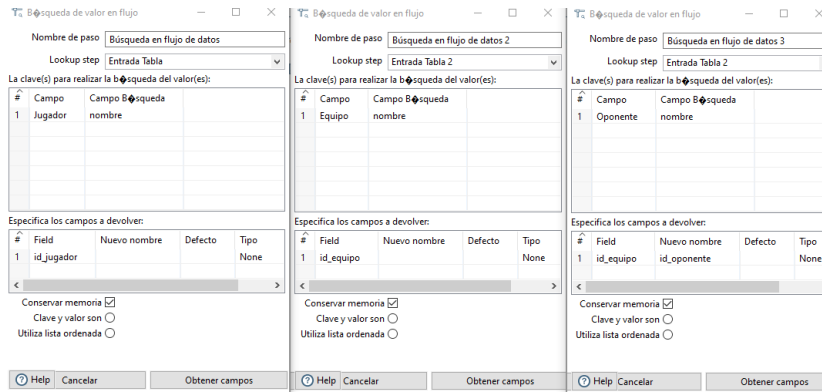 B�squeda de valor en flujo
Nombre de paso Búsqueda en flujo de datos
Lookup step Entrada Tabla
La clave(s) para realizar la b�squeda del valor(es):
# Campo Campo B�squeda
1 Jugador nombre
Especifica los campos a devolver:
# Field Nuevo nombre Defecto Tipo
1 id_jugador None
Conservar memoria
Clave y valor son
Utiliza lista ordenada
Help Cancelar Obtener campos
B�squeda de valor en flujo
Nombre de paso Búsqueda en flujo de datos 2
Lookup step Entrada Tabla 2
La clave(s) para realizar la b�squeda del valor(es):
# Campo Campo B�squeda
1 Equipo nombre
Especifica los campos a devolver:
# Field Nuevo nombre Defecto Tipo
1 id_equipo None
Conservar memoria
Clave y valor son
Utiliza lista ordenada
Help Cancelar Obtener campos
B�squeda de valor en flujo
Nombre de paso Búsqueda en flujo de datos 3
Lookup step Entrada Tabla 2
La clave(s) para realizar la b�squeda del valor(es):
# Campo Campo B�squeda
1 Oponente nombre
Especifica los campos a devolver:
# Field Nuevo nombre Defecto Tipo
1 id_equipo id_oponente None
Conservar memoria
Clave y valor son
Utiliza lista ordenada
Help Cancelar Obtener campos